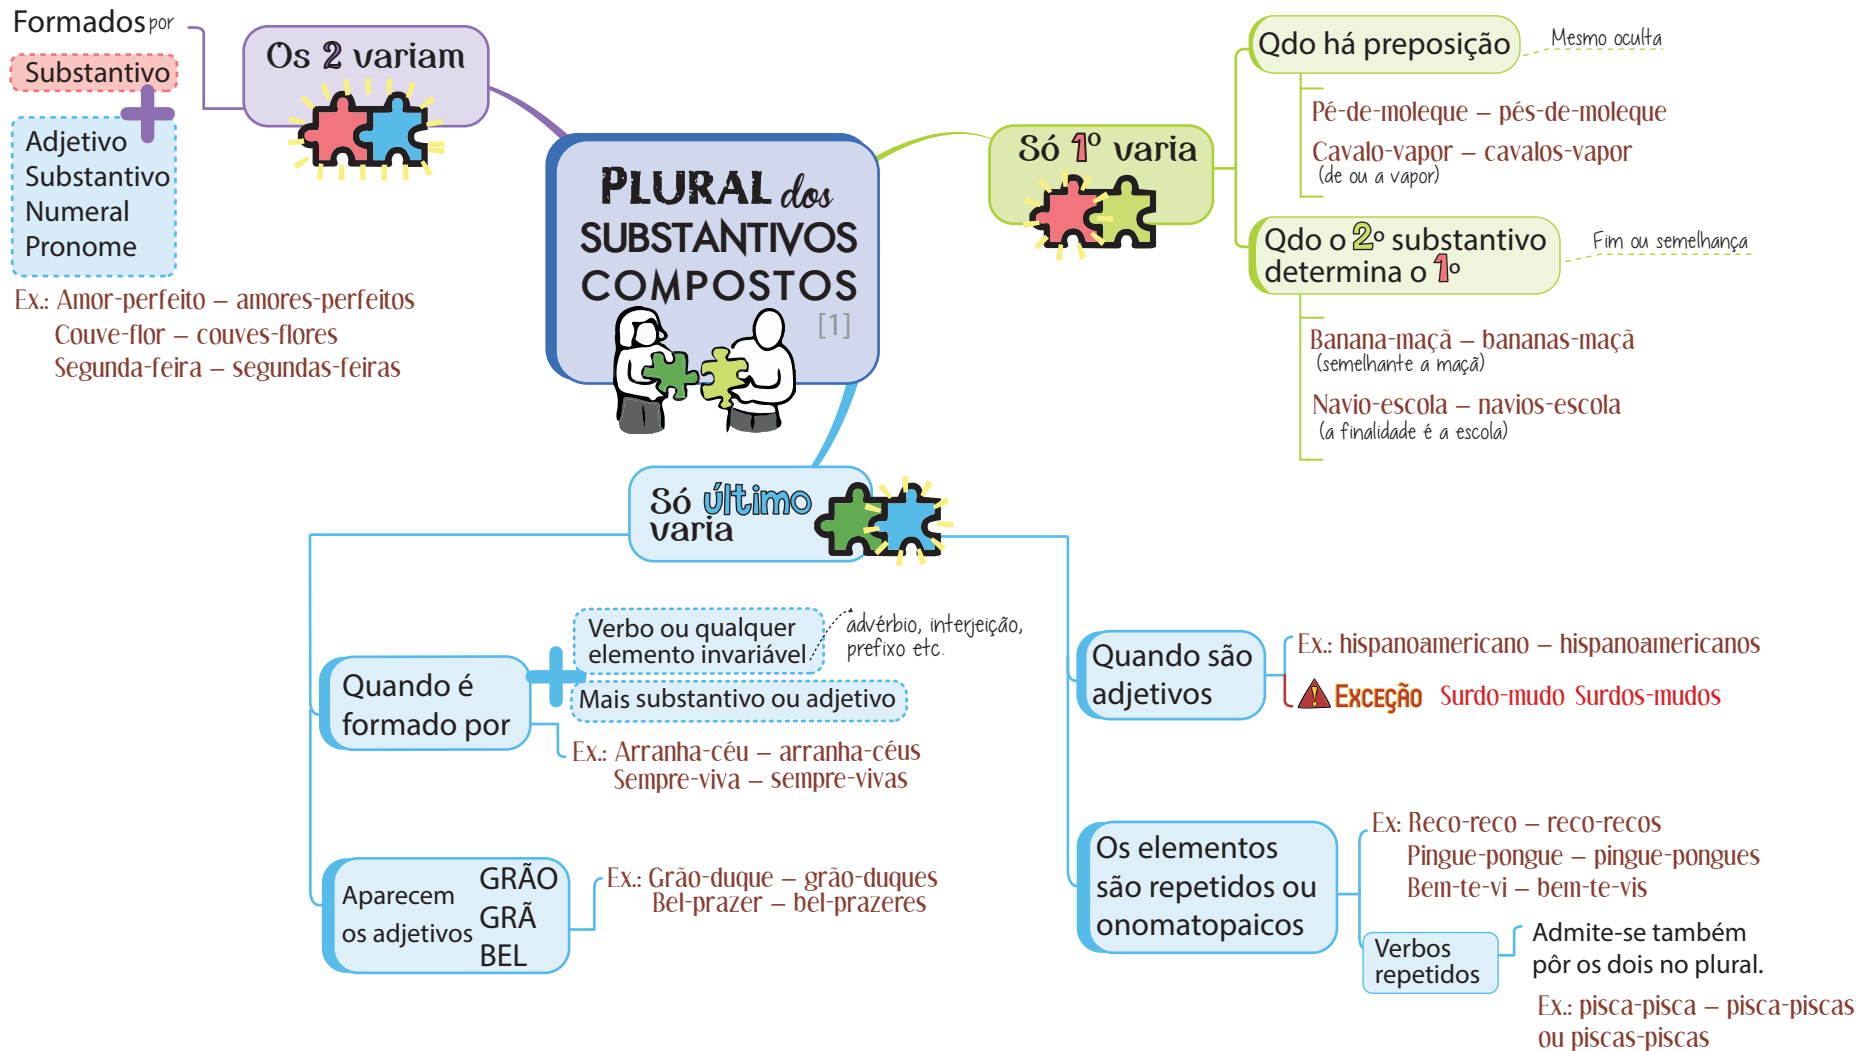 PLURAL dos
SUBSTANTIVOS
COMPOSTOS
[1]
Os 2 variam
Formados por
Substantivo
Adjetivo
Substantivo
Numeral
Pronome
Ex.: Amor-perfeito – amores-perfeitos
Couve-flor – couves-flores
Segunda-feira – segundas-feiras
Só 1º varia
Qdo há preposição
Mesmo oculta
Pé-de-moleque – pés-de-moleque
Cavalo-vapor – cavalos-vapor
(de ou a vapor)
Qdo o 2º substantivo
determina o 1º
Fim ou semelhança
Banana-maçã – bananas-maçã
(semelhante a maçã)
Navio-escola – navios-escola
(a finalidade é a escola)
Só último
varia
Quando é
formado por
Verbo ou qualquer
elemento invariável
advérbio, interjeição,
prefixo etc.
Mais substantivo ou adjetivo
Ex.: Arranha-céu – arranha-céus
Sempre-viva – sempre-vivas
Aparecem
os adjetivos
GRÃO
GRÃ
BEL
Ex.: Grão-duque – grão-duques
Bel-prazer – bel-prazeres
Quando são
adjetivos
Ex.: hispanoamericano – hispanoamericanos
EXCEÇÃO Surdo-mudo Surdos-mudos
Os elementos
são repetidos ou
onomatopaicos
Ex: Reco-reco – reco-recos
Pingue-pongue – pingue-pongues
Bem-te-vi – bem-te-vis
Verbos
repetidos
Admite-se também
pôr os dois no plural.
Ex.: pisca-pisca – pisca-piscas
ou piscas-piscas